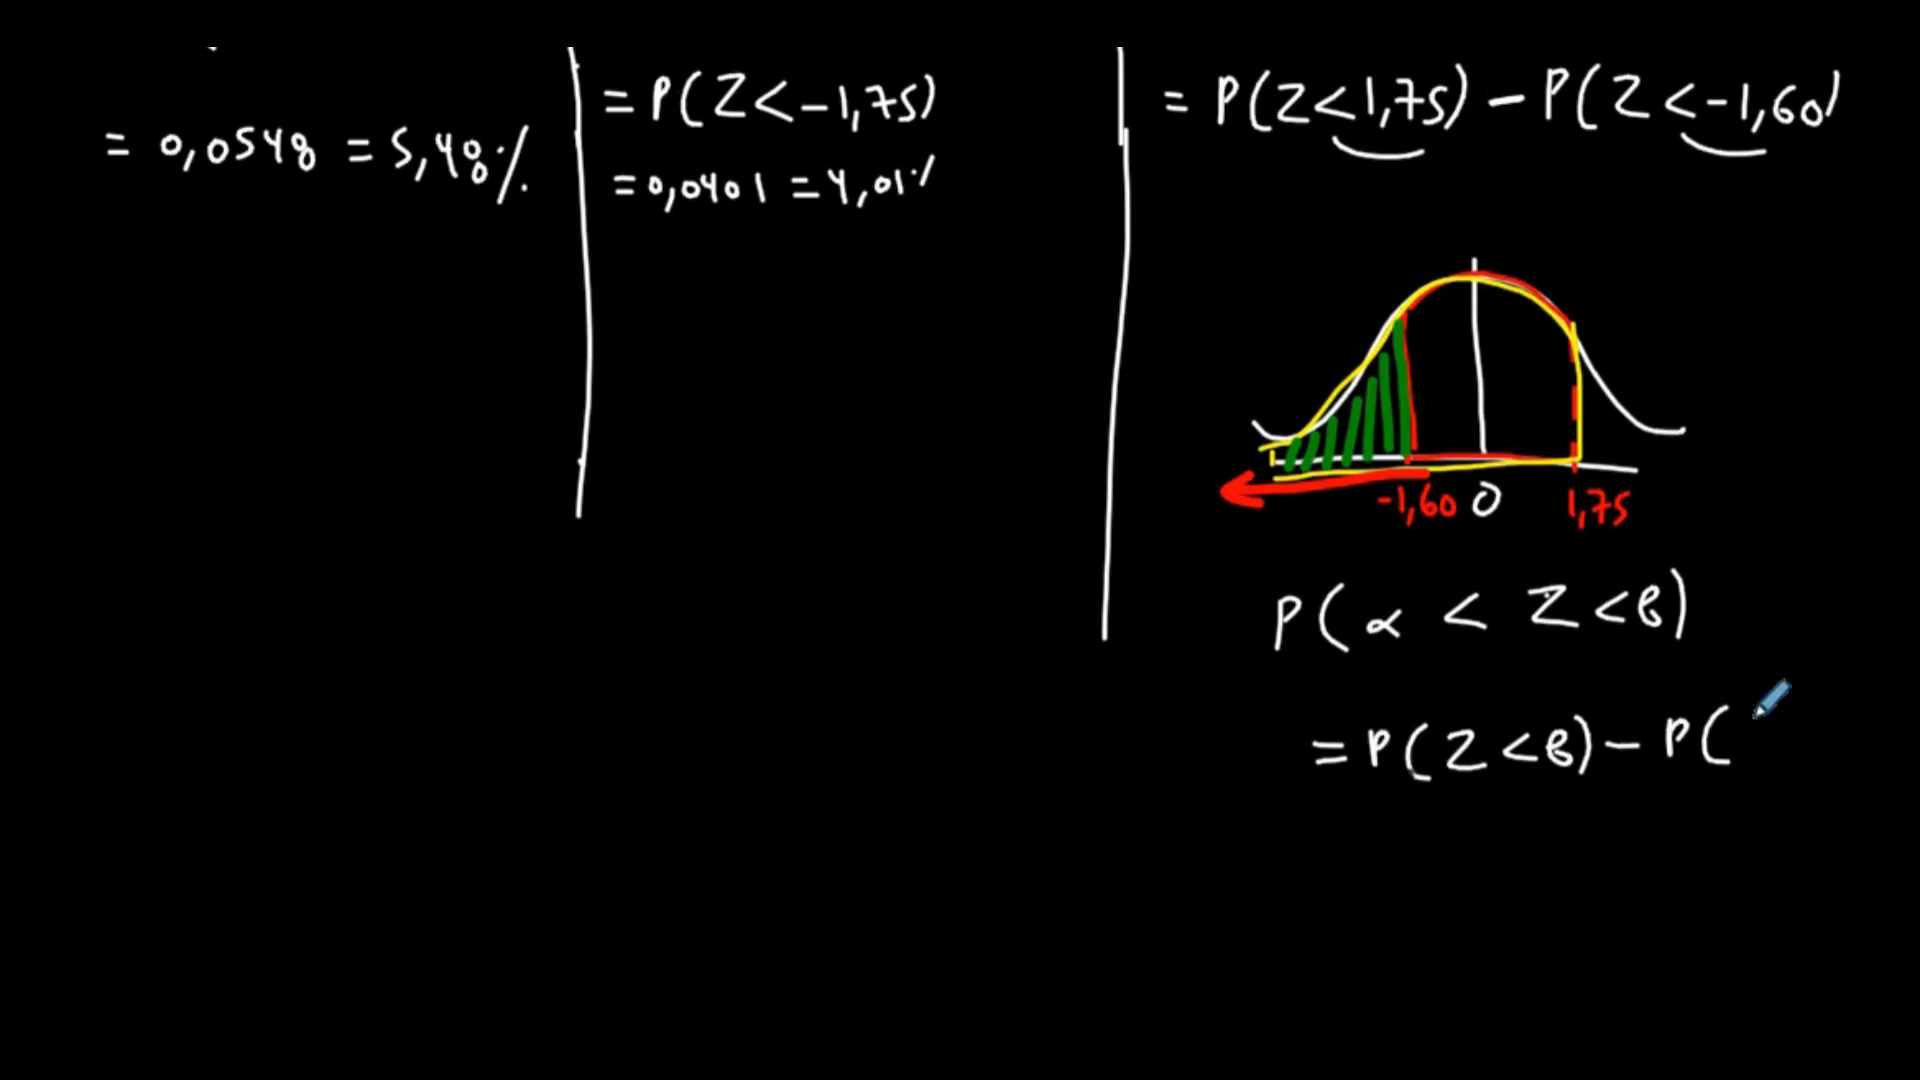 = 0,0548 = 5,48%
= P(Z < -1,75)
= 0,0401 = 4,01%
= P(Z < 1,75) - P(Z < -1,60)
-1,60 0 1,75
P(α < Z < B)
= P(Z < B) - P(